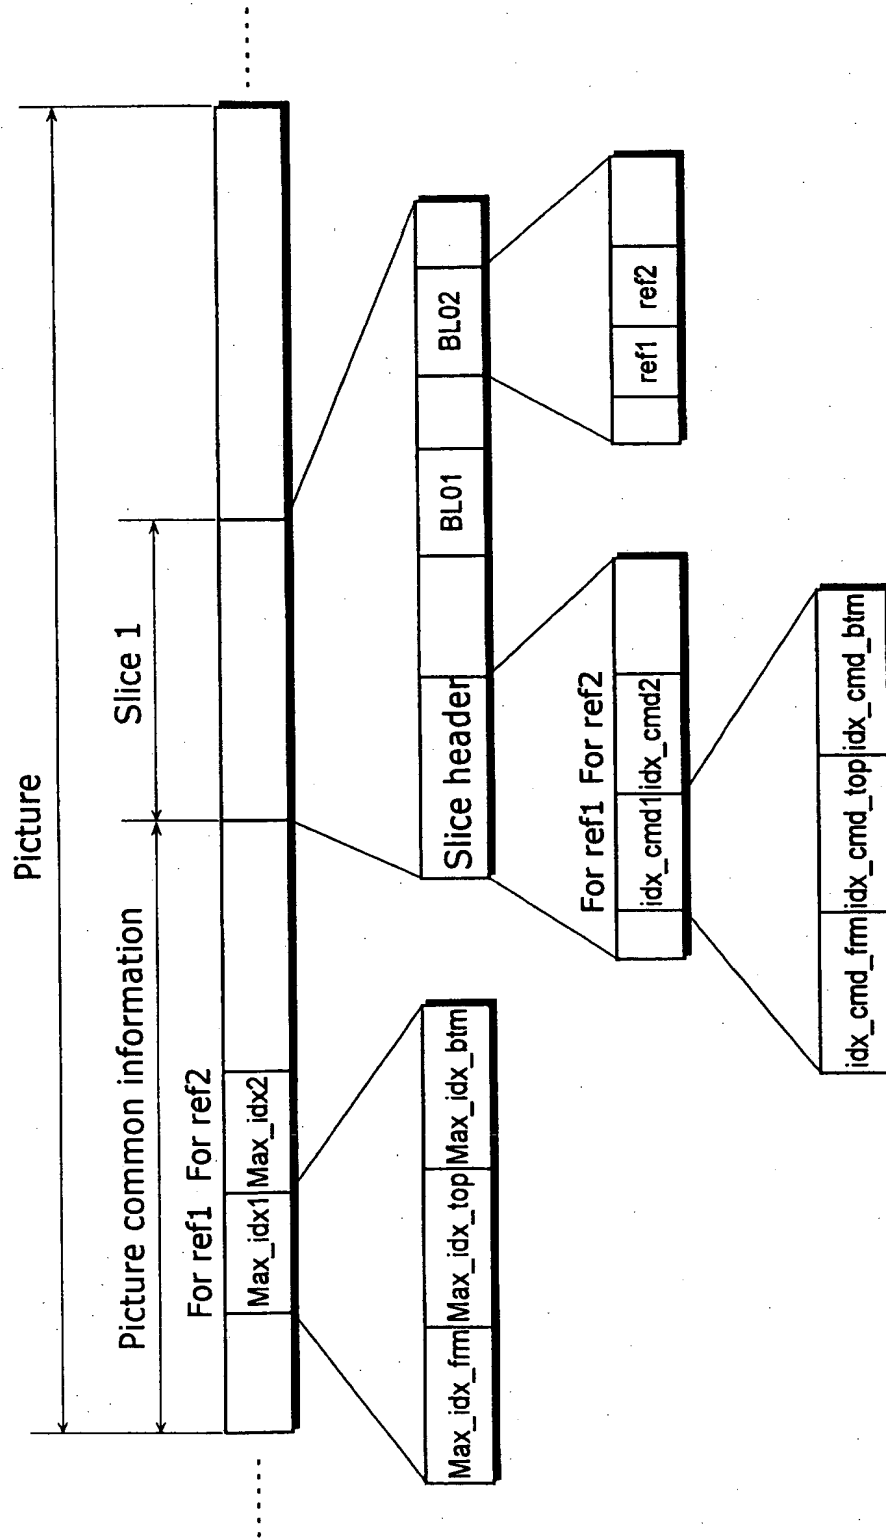 Picture
Picture common information
Slice 1
For ref1 For ref2
Max_idx1 Max_idx2
Max_idx_frm Max_idx_top Max_idx_btm
Slice header BL01 BL02
For ref1 For ref2
idx_cmd1 idx_cmd2
ref1 ref2
idx_cmd_frm idx_cmd_top idx_cmd_btm